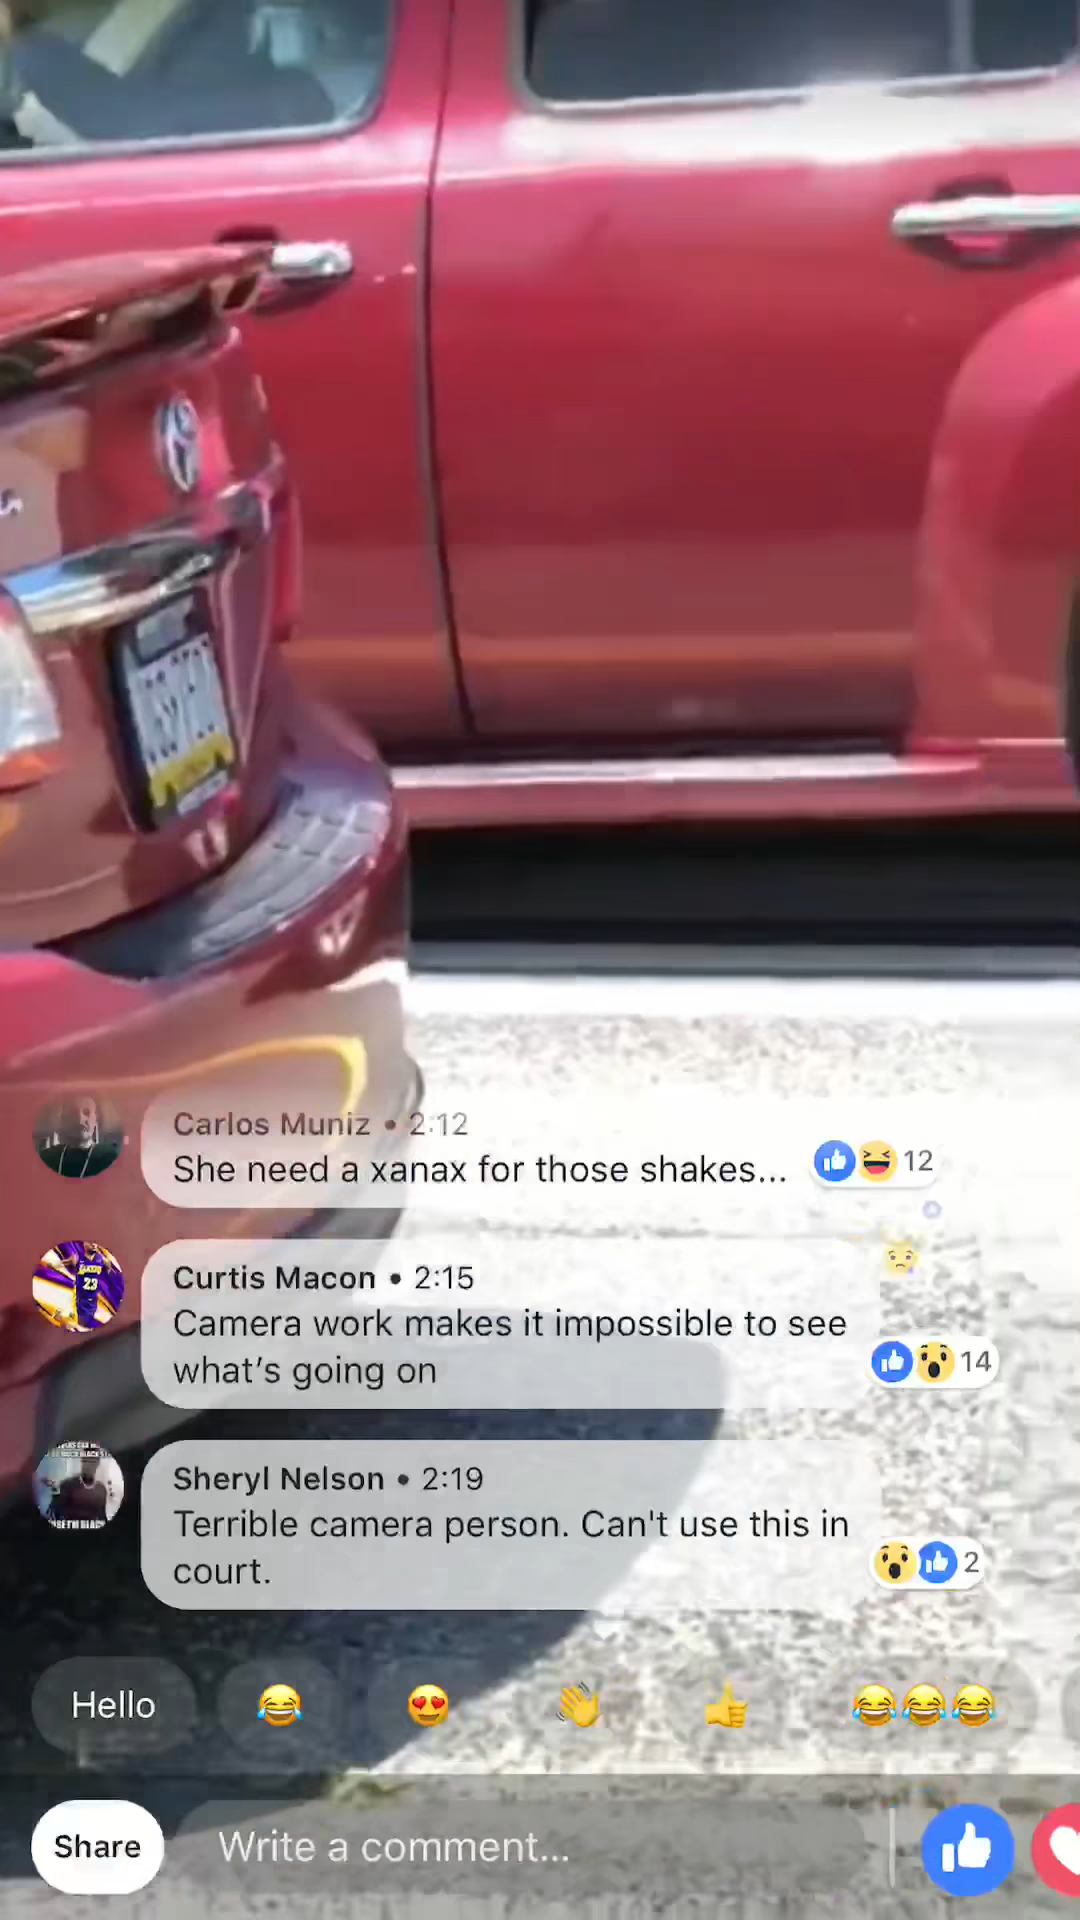 Carlos Muniz • 2:12
She need a xanax for those shakes...
12
Curtis Macon • 2:15
Camera work makes it impossible to see
what's going on
14
Sheryl Nelson • 2:19
Terrible camera person. Can't use this in
court.
2
Hello
Share
Write a comment...